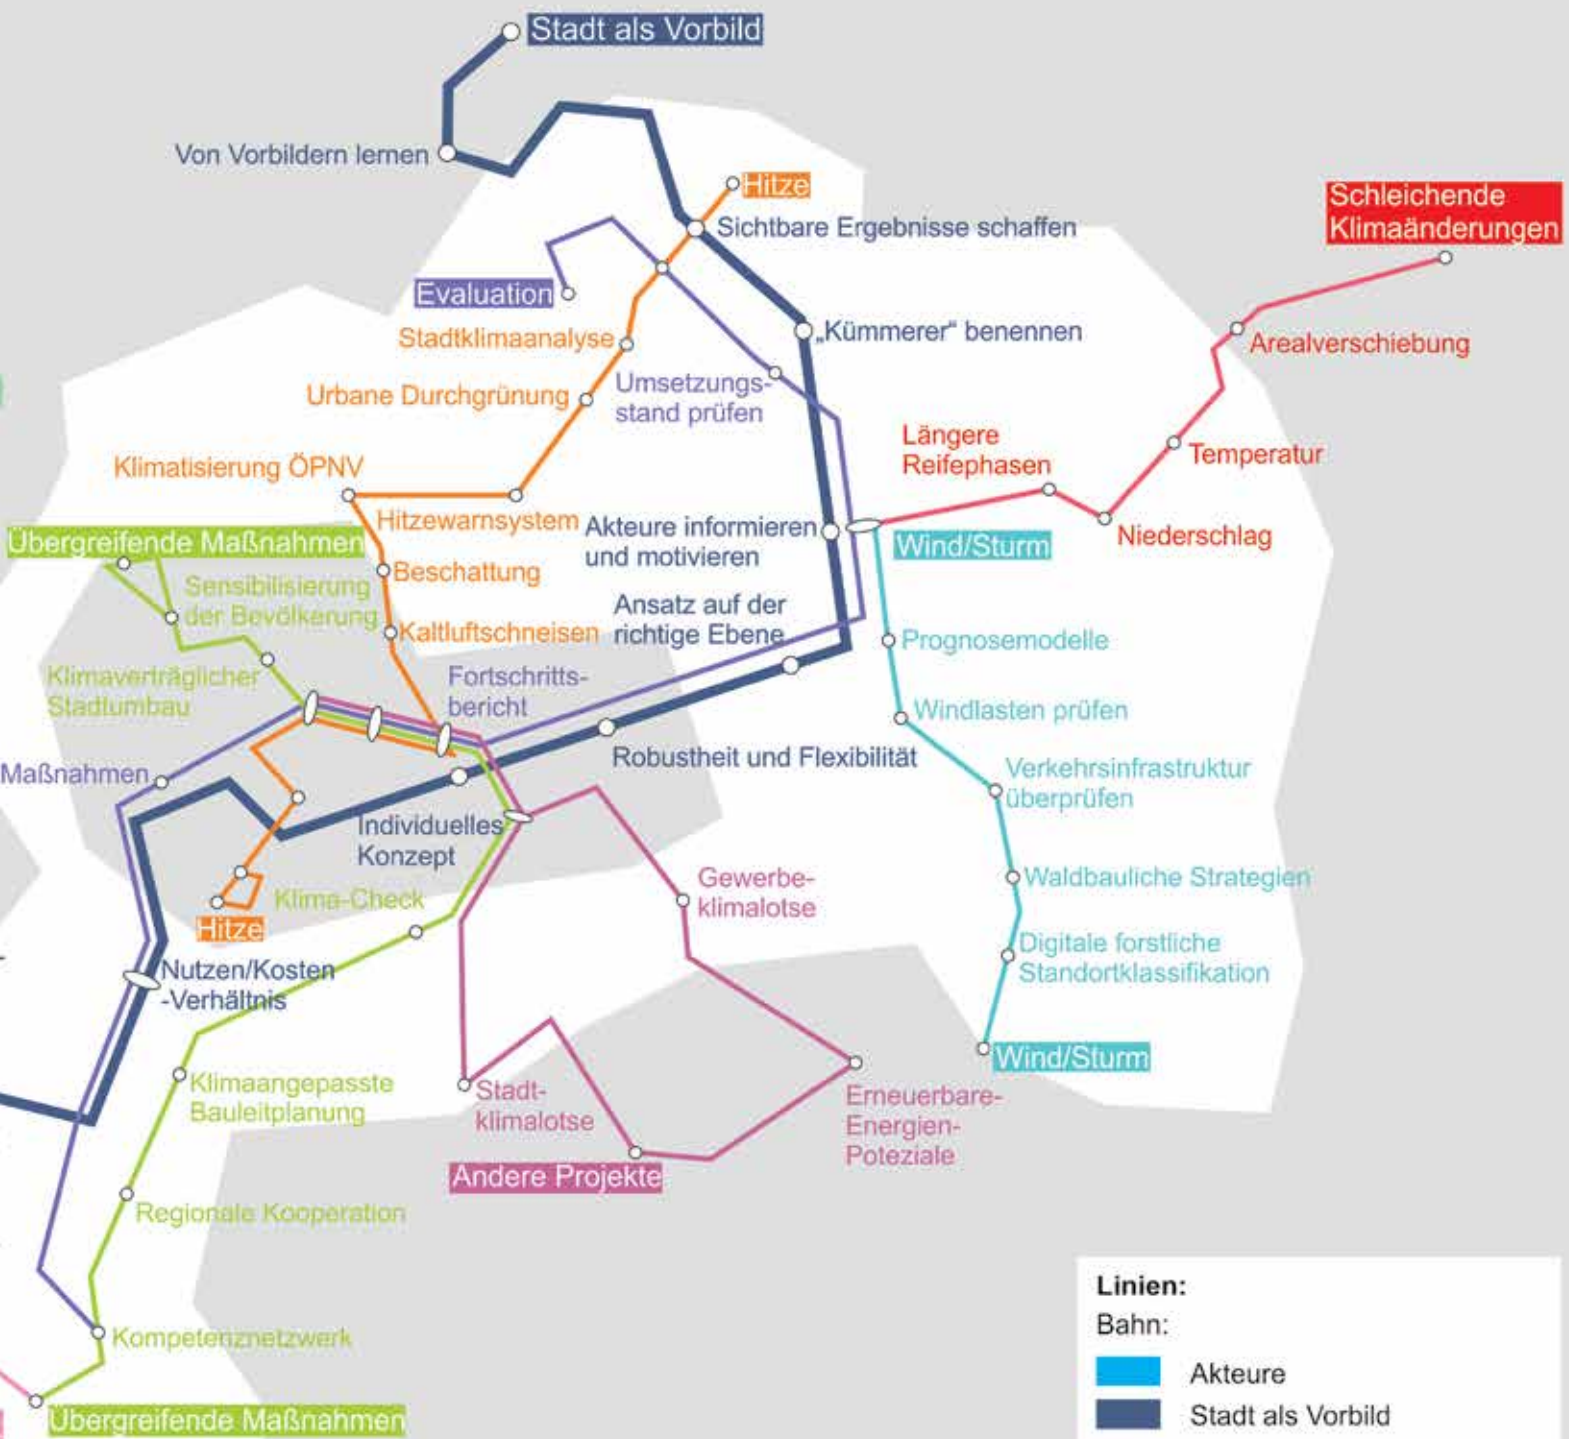 Stadt als Vorbild
Von Vorbildern lernen
Hitze
Sichtbare Ergebnisse schaffen
Schleichende
Klimaänderungen
Evaluation
„Kümmerer“ benennen
Stadtklimaanalyse
Arealverschiebung
Urbane Durchgrünung
Umsetzungs-
stand prüfen
Längere
Reifephasen
Temperatur
Klimatisierung ÖPNV
Hitzewarnsystem
Akteure informieren
und motivieren
Wind/Sturm
Niederschlag
Übergreifende Maßnahmen
Beschattung
Sensibilisierung
der Bevölkerung
Ansatz auf der
richtige Ebene
Kaltluftschneisen
Prognosemodelle
Klimaverträglicher
Stadtumbau
Fortschritts-
bericht
Windlasten prüfen
Robustheit und Flexibilität
Maßnahmen
Verkehrsinfrastruktur
überprüfen
Individuelles
Konzept
Gewerbe-
klimalotse
Waldbauliche Strategien
Klima-Check
Hitze
Digitale forstliche
Standortklassifikation
Nutzen/Kosten
-Verhältnis
Wind/Sturm
Klimaangepasste
Bauleitplanung
Stadt-
klimalotse
Erneuerbare-
Energien-
Poteziale
Andere Projekte
Regionale Kooperation
Kompetenznetzwerk
Übergreifende Maßnahmen
Linien:
Bahn:
Akteure
Stadt als Vorbild